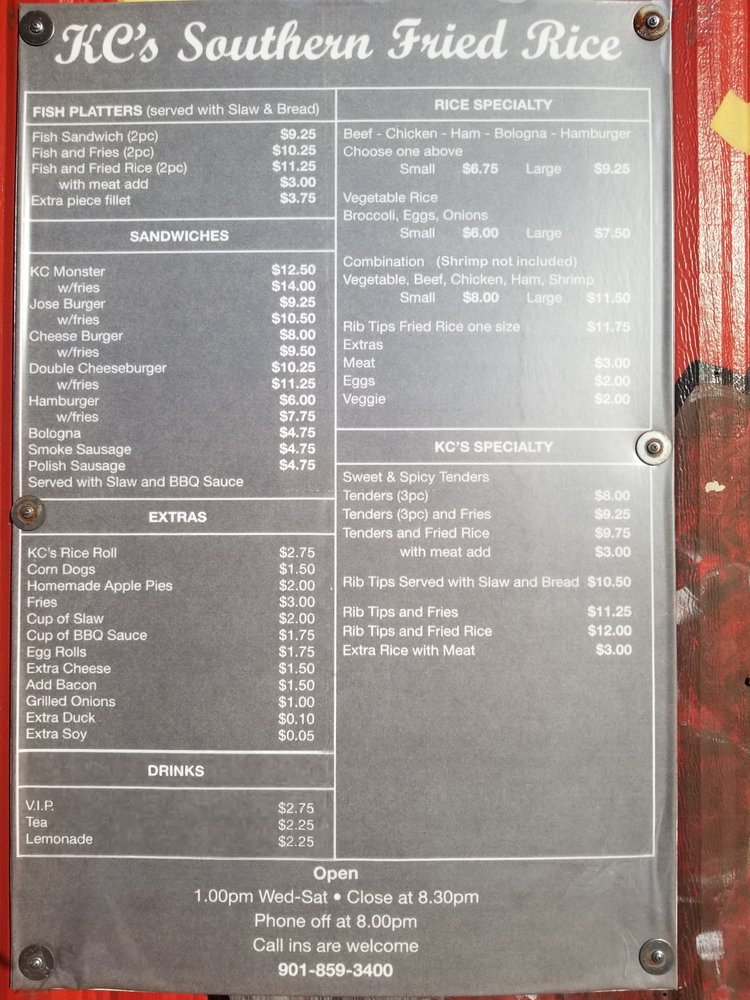 KC's Southern Fried Rice
FISH PLATTERS (served with Slaw & Bread)
Fish Sandwich (2pc) $9.25
Fish and Fries (2pc) $10.25
Fish and Fried Rice (2pc) $11.25
with meat add $3.00
Extra piece fillet $3.75
SANDWICHES
KC Monster $12.50
w/fries $14.00
Jose Burger $9.25
w/fries $10.50
Cheese Burger $8.00
w/fries $9.50
Double Cheeseburger $10.25
w/fries $11.25
Hamburger $6.00
w/fries $7.75
Bologna $4.75
Smoke Sausage $4.75
Polish Sausage $4.75
Served with Slaw and BBQ Sauce
EXTRAS
KC's Rice Roll $2.75
Corn Dogs $1.50
Homemade Apple Pies $2.00
Fries $3.00
Cup of Slaw $2.00
Cup of BBQ Sauce $1.75
Egg Rolls $1.75
Extra Cheese $1.50
Add Bacon $1.50
Grilled Onions $1.00
Extra Duck $0.10
Extra Soy $0.05
DRINKS
V.I.P. $2.75
Tea $2.25
Lemonade $2.25
RICE SPECIALTY
Beef - Chicken - Ham - Bologna - Hamburger
Choose one above
Small $6.75 Large $9.25
Vegetable Rice
Broccoli, Eggs, Onions
Small $6.00 Large $7.50
Combination (Shrimp not included)
Vegetable, Beef, Chicken, Ham, Shrimp
Small $8.00 Large $11.50
Rib Tips Fried Rice one size $11.75
Extras
Meat $3.00
Eggs $2.00
Veggie $2.00
KC'S SPECIALTY
Sweet & Spicy Tenders
Tenders (3pc) $8.00
Tenders (3pc) and Fries $9.25
Tenders and Fried Rice $9.75
with meat add $3.00
Rib Tips Served with Slaw and Bread $10.50
Rib Tips and Fries $11.25
Rib Tips and Fried Rice $12.00
Extra Rice with Meat $3.00
Open
1.00pm Wed-Sat • Close at 8.30pm
Phone off at 8.00pm
Call ins are welcome
901-859-3400